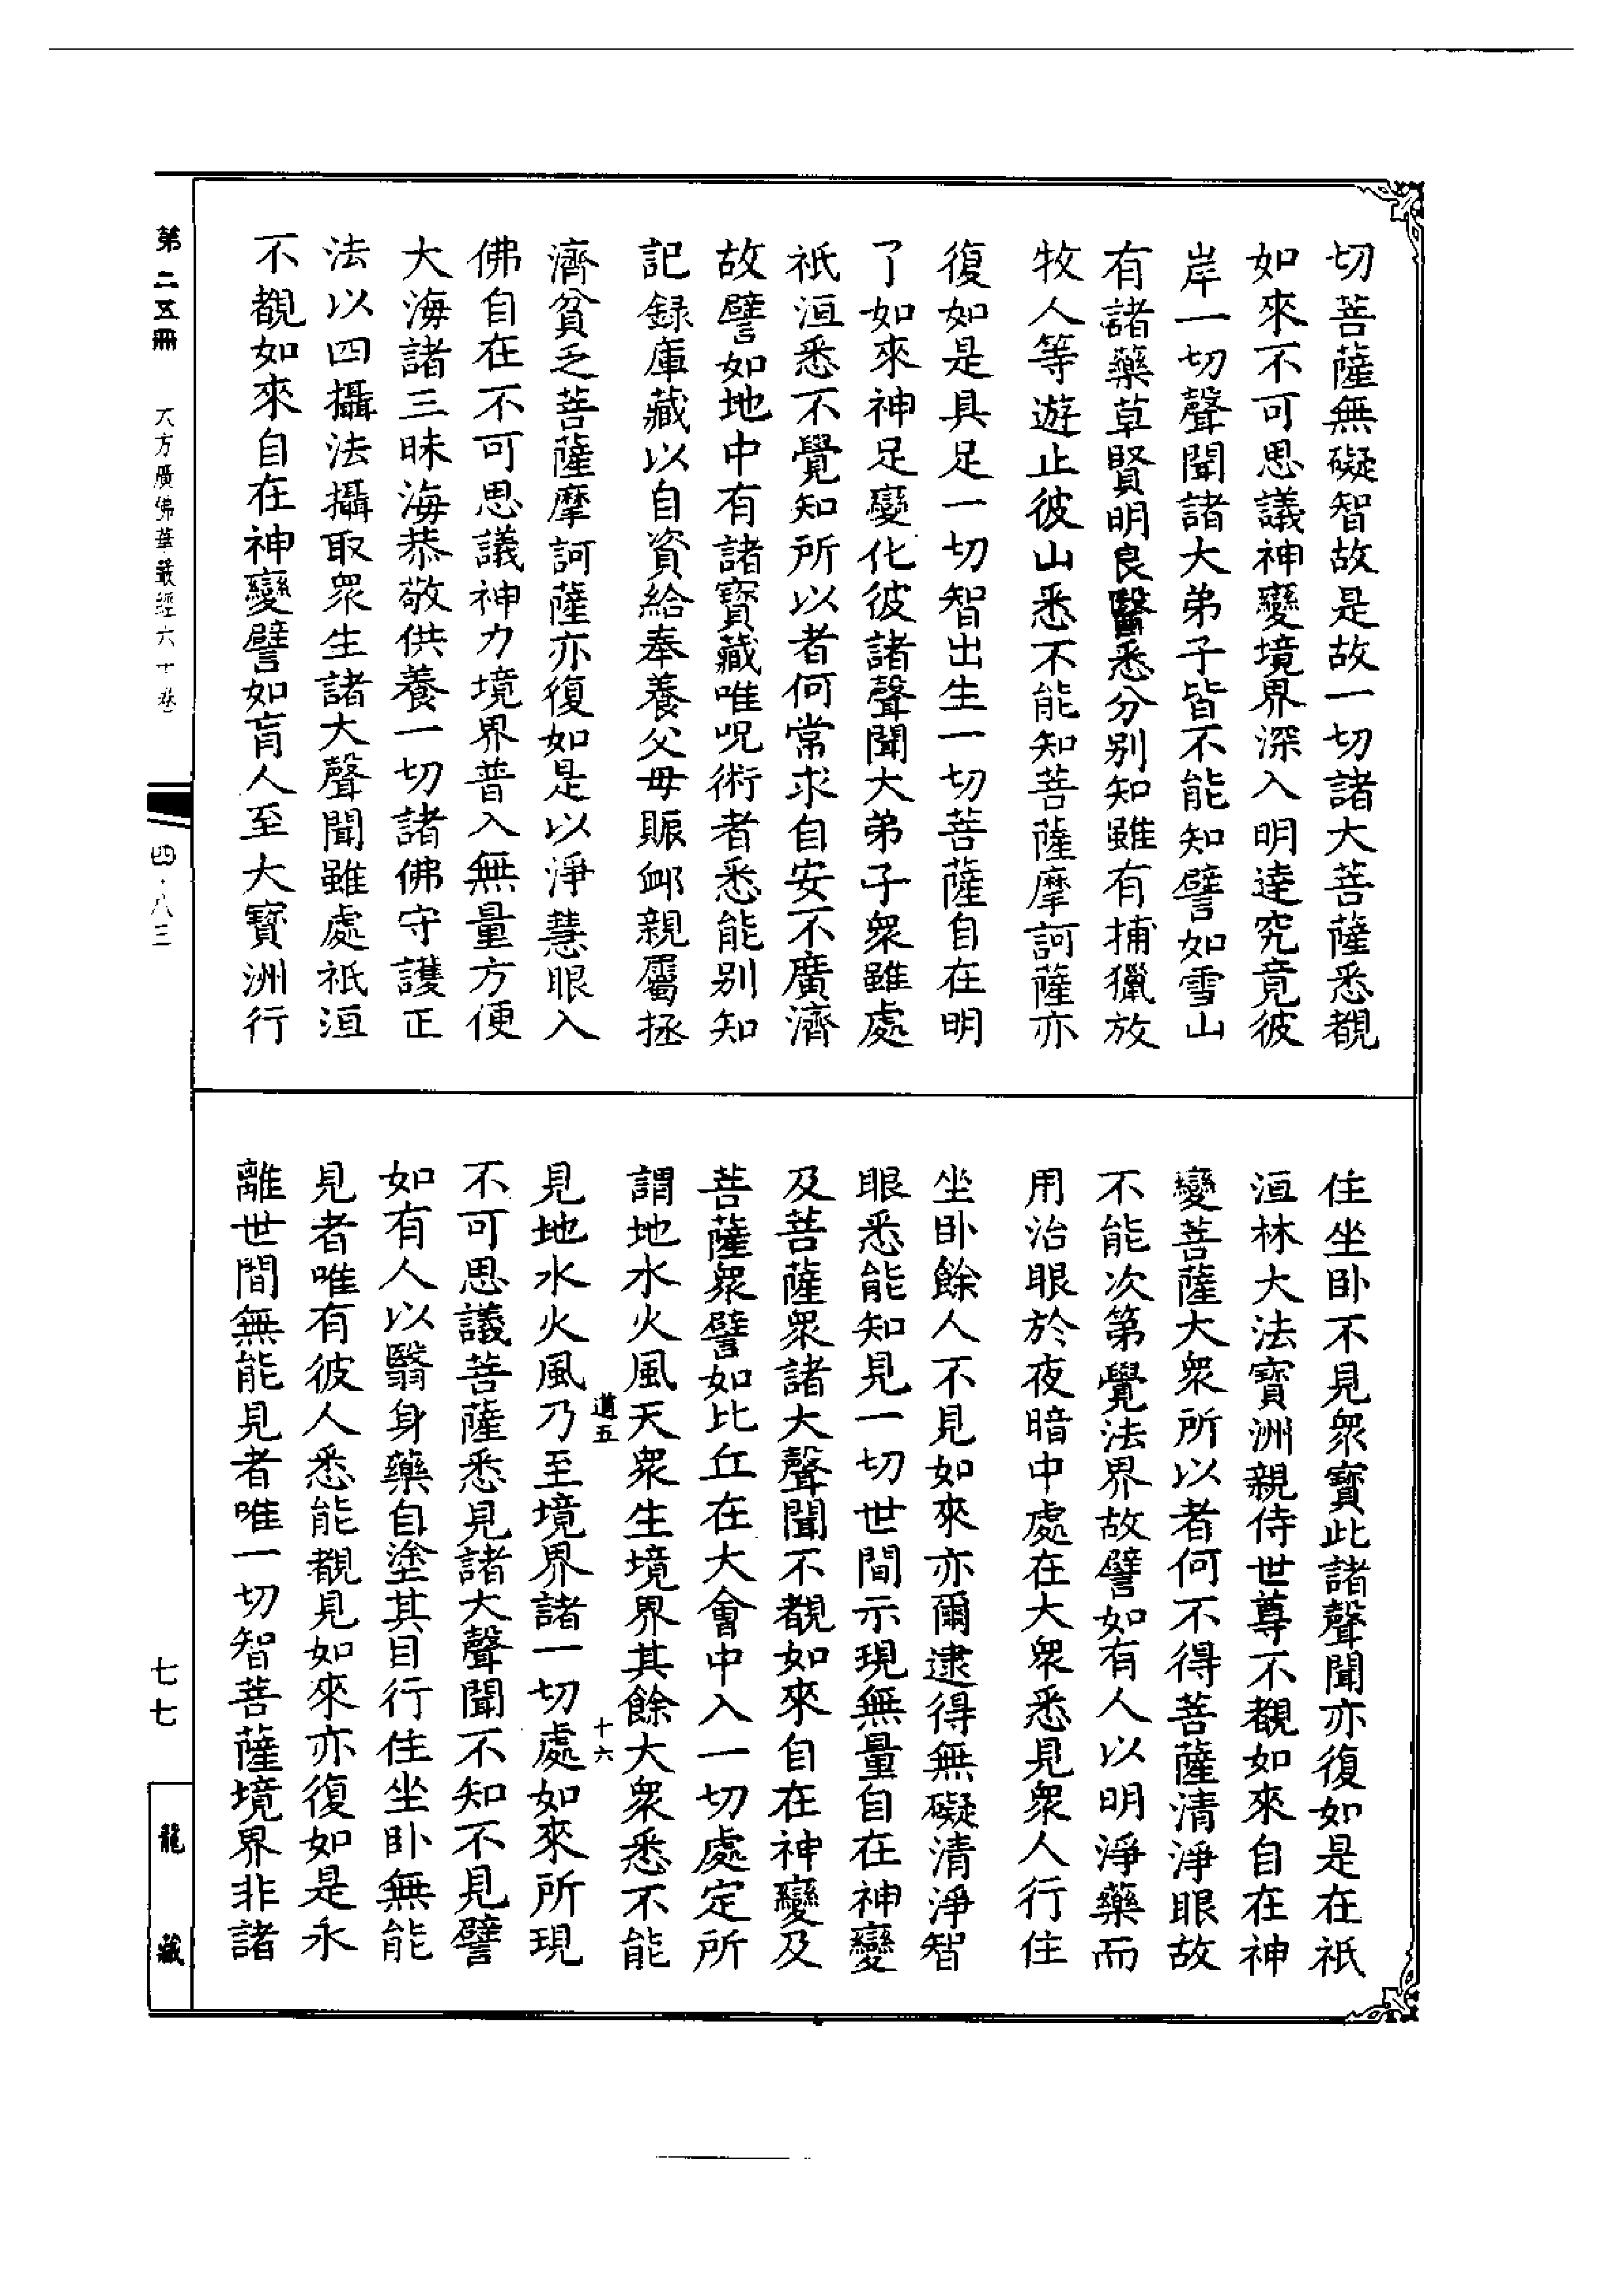 切菩薩無礙智故是故一切諸大菩薩悉覩
如來不可思議神變境界深入明達究竟彼
岸一切聲聞諸大弟子皆不能知譬如雪山
有諸藥草賢明良醫悉分別知雖有捕獵放
牧人等遊止彼山悉不能知菩薩摩訶薩亦
復如是具足一切智出生一切菩薩自在明
了如來神足變化彼諸聲聞大弟子衆雖處
祇洹悉不覺知所以者何常求自安不廣濟
故譬如地中有諸寶藏唯呪術者悉能別知
記録庫藏以自資給奉養父母賑䘏親屬拯
濟貧乏菩薩摩訶薩亦復如是以淨慧眼入
佛自在不可思議神力境界普入無量方便
大海諸三昧海恭敬供養一切諸佛守護正
法以四攝法攝取衆生諸大聲聞雖處祇洹
不覩如來自在神變譬如盲人至大寶洲行
住坐卧不見衆寶此諸聲聞亦復如是在祇
洹林大法寶洲親侍世尊不覩如來自在神
變菩薩大衆所以者何不得菩薩清淨眼故
不能次第覺法界故譬如有人以明淨藥而
用治眼於夜暗中處在大衆悉見衆人行住
坐卧餘人不見如來亦爾逮得無礙清淨智
眼悉能知見一切世間示現無量自在神變
及菩薩衆諸大聲聞不覩如來自在神變及
菩薩衆譬如比丘在大會中入一切處定所
謂地水火風天衆生境界其餘大衆悉不能
道五
十六
見地水火風乃至境界諸一切處如來所現
不可思議菩薩悉見諸大聲聞不知不見譬
如有人以翳身藥自塗其目行住坐卧無能
見者唯有彼人悉能覩見如來亦復如是永
離世間無能見者唯一切智菩薩境界非諸
第二五冊
大方廣佛華嚴經六十卷
四·八三
七七
龍藏